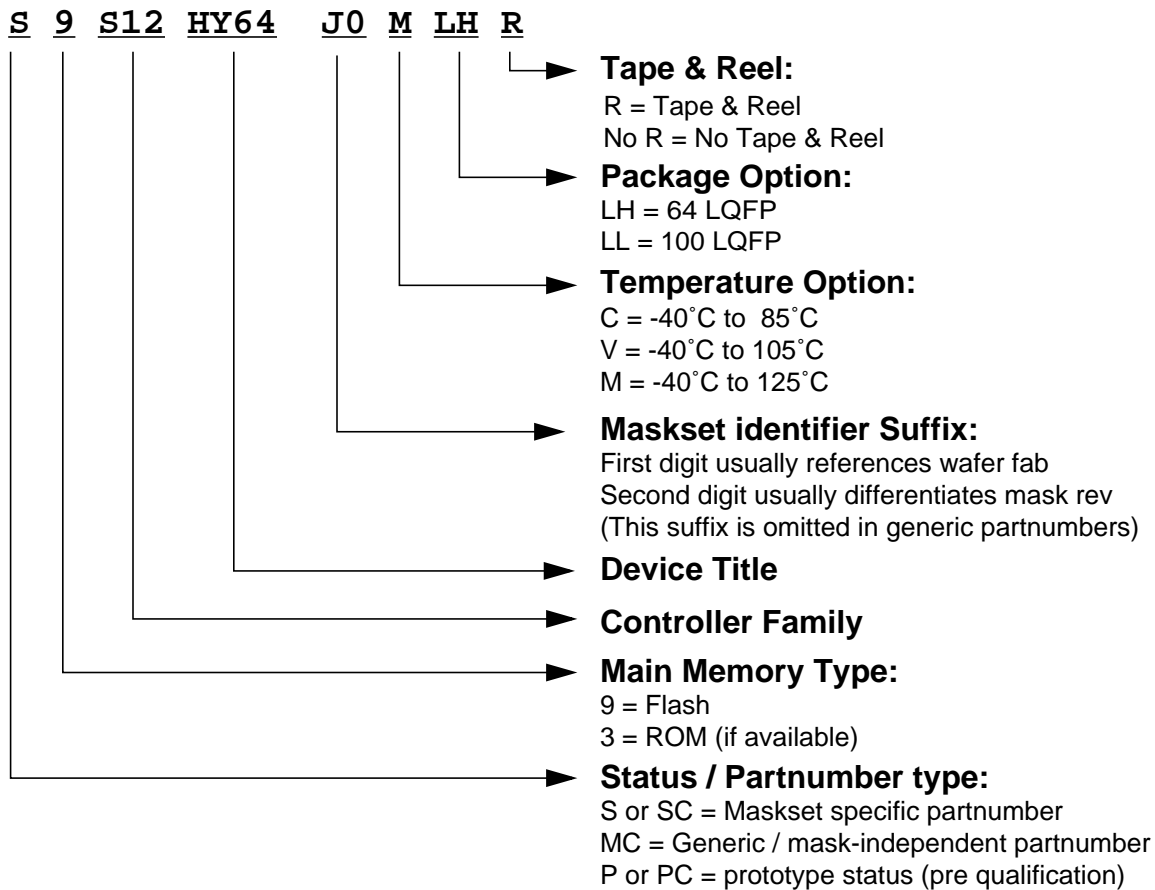 S 9 S12 HY64 J0 M LH R
Tape & Reel:
R = Tape & Reel
No R = No Tape & Reel
Package Option:
LH = 64 LQFP
LL = 100 LQFP
Temperature Option:
C = -40˚C to 85˚C
V = -40˚C to 105˚C
M = -40˚C to 125˚C
Maskset identifier Suffix:
First digit usually references wafer fab
Second digit usually differentiates mask rev
(This suffix is omitted in generic partnumbers)
Device Title
Controller Family
Main Memory Type:
9 = Flash
3 = ROM (if available)
Status / Partnumber type:
S or SC = Maskset specific partnumber
MC = Generic / mask-independent partnumber
P or PC = prototype status (pre qualification)